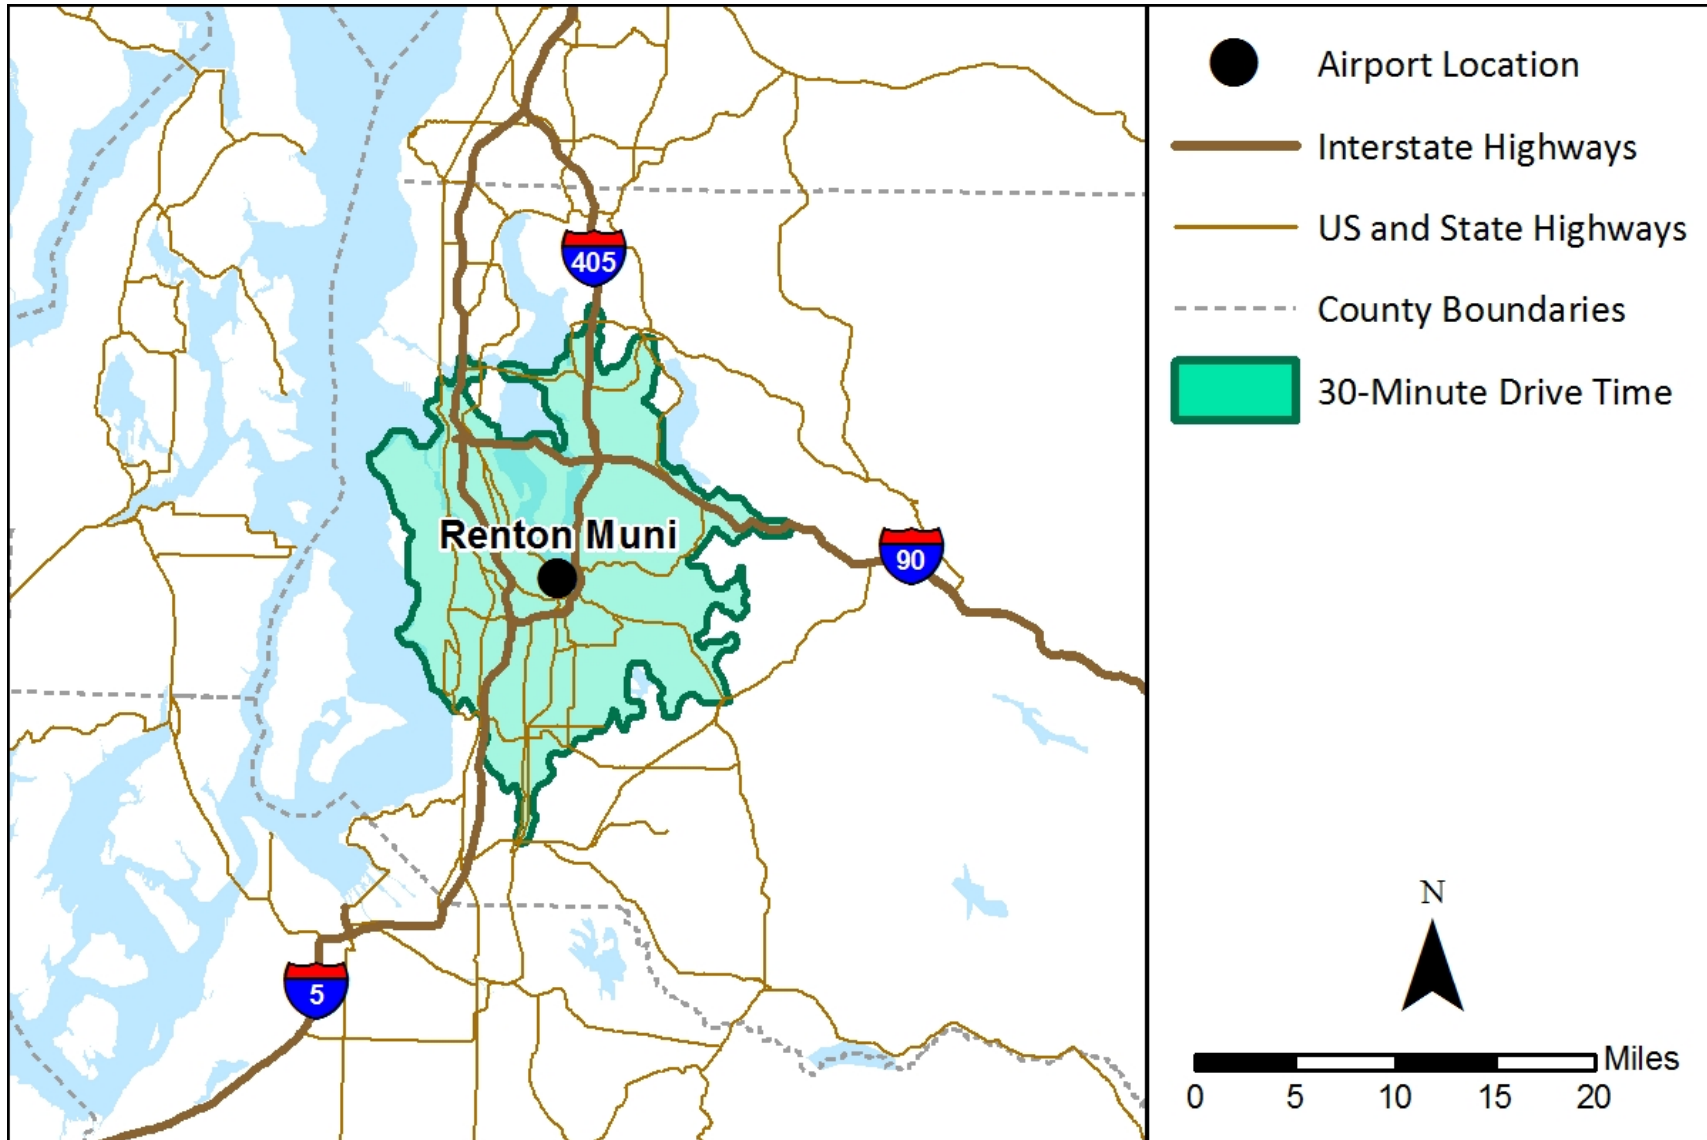 405
Renton Muni
90
5
Airport Location
Interstate Highways
US and State Highways
County Boundaries
30-Minute Drive Time
N
Miles
0 5 10 15 20